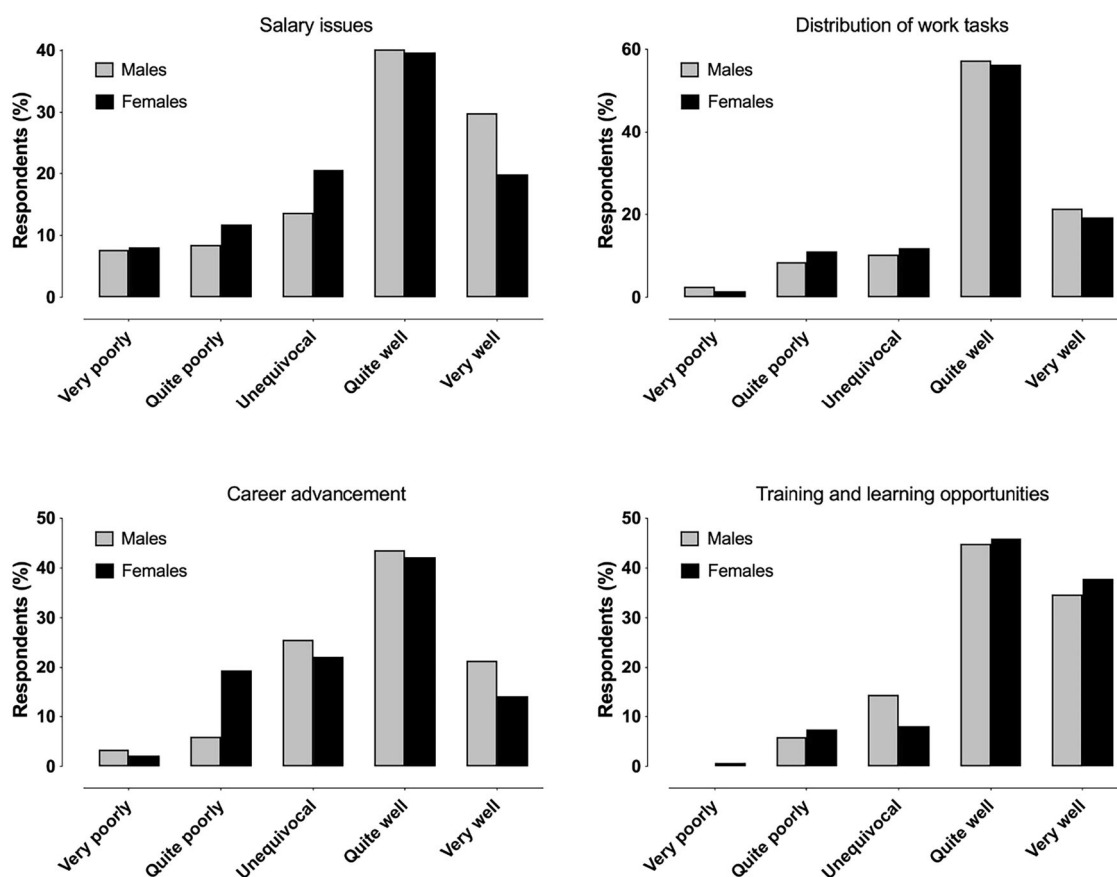 Salary issues
Respondents (%)
40
30
20
10
0
Males
Females
Very poorly
Quite poorly
Unequivocal
Quite well
Very well
Distribution of work tasks
Respondents (%)
60
40
20
0
Males
Females
Very poorly
Quite poorly
Unequivocal
Quite well
Very well
Career advancement
Respondents (%)
50
40
30
20
10
0
Males
Females
Very poorly
Quite poorly
Unequivocal
Quite well
Very well
Training and learning opportunities
Respondents (%)
50
40
30
20
10
0
Males
Females
Very poorly
Quite poorly
Unequivocal
Quite well
Very well